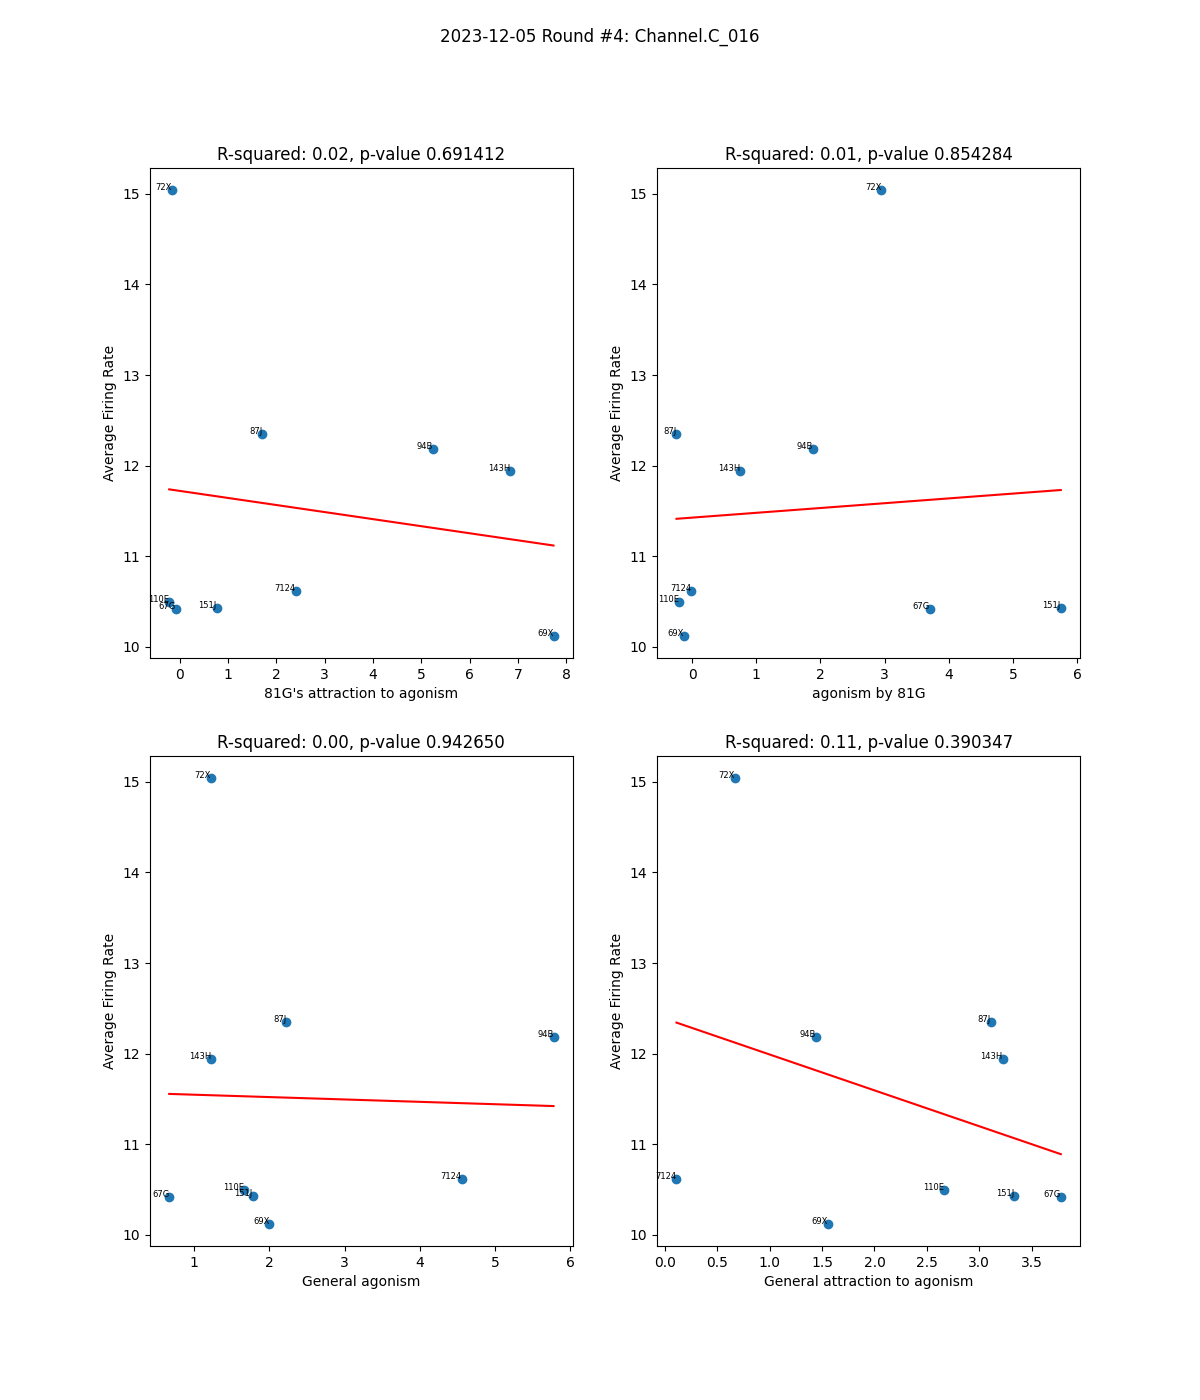 2023-12-05 Round #4: Channel.C_016
R-squared: 0.02, p-value 0.691412
15
14
13
12
11
10
Average Firing Rate
72X
87J
94B
143H
7124
110E
67G
151J
69X
0 1 2 3 4 5 6 7 8
81G's attraction to agonism
R-squared: 0.01, p-value 0.854284
15
14
13
12
11
10
Average Firing Rate
72X
87J
94B
143H
7124
110E
67G
151J
69X
0 1 2 3 4 5 6
agonism by 81G
R-squared: 0.00, p-value 0.942650
15
14
13
12
11
10
Average Firing Rate
72X
87J
94B
143H
7124
110E
151J
67G
69X
1 2 3 4 5 6
General agonism
R-squared: 0.11, p-value 0.390347
15
14
13
12
11
10
Average Firing Rate
72X
87J
94B
143H
7124
110E
151J
67G
69X
0.0 0.5 1.0 1.5 2.0 2.5 3.0 3.5
General attraction to agonism